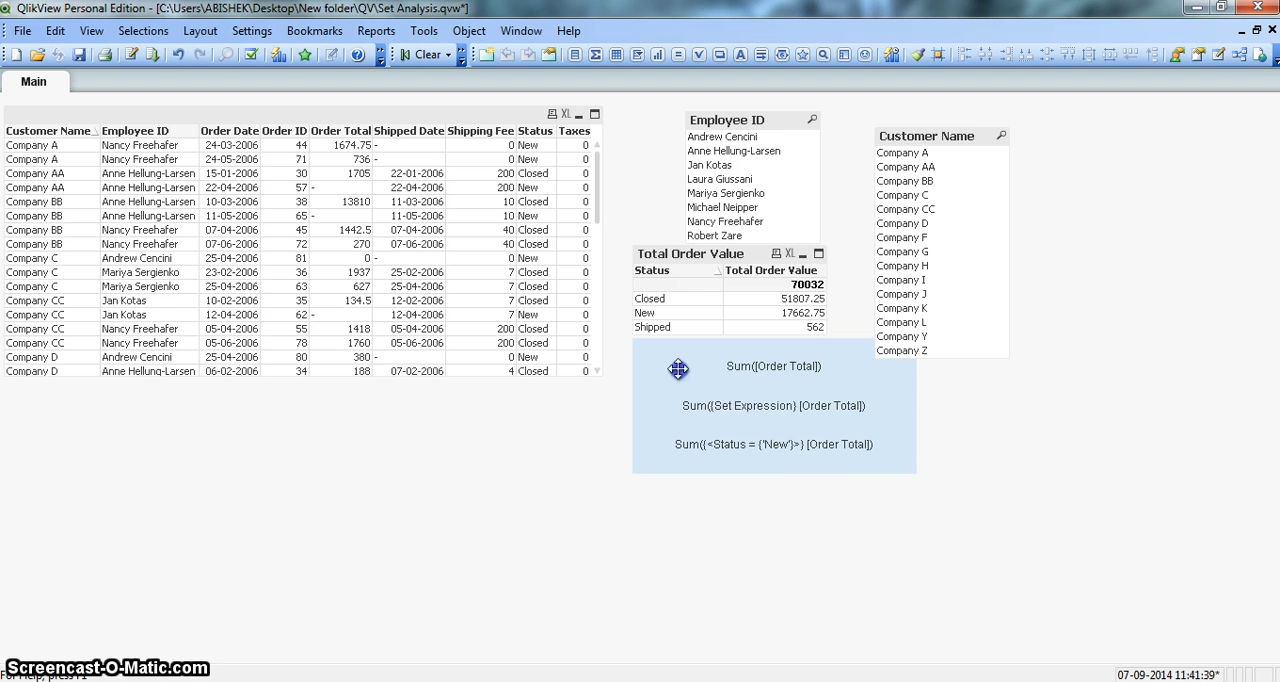 QlikView Personal Edition - [C:\Users\ABISHEK\Desktop\New folder\QV\Set Analysis.qvw*]
File Edit View Selections Layout Settings Bookmarks Reports Tools Object Window Help
Clear
Main
XL
Customer Name Employee ID Order Date Order ID Order Total Shipped Date Shipping Fee Status Taxes
Company A Nancy Freehafer 24-03-2006 44 1674.75 - 0 New 0
Company A Nancy Freehafer 24-05-2006 71 736 - 0 New 0
Company AA Anne Hellung-Larsen 15-01-2006 30 1705 22-01-2006 200 Closed 0
Company AA Anne Hellung-Larsen 22-04-2006 57 - 22-04-2006 200 New 0
Company BB Anne Hellung-Larsen 10-03-2006 38 13810 11-03-2006 10 Closed 0
Company BB Anne Hellung-Larsen 11-05-2006 65 - 11-05-2006 10 New 0
Company BB Nancy Freehafer 07-04-2006 45 1442.5 07-04-2006 40 Closed 0
Company BB Nancy Freehafer 07-06-2006 72 270 07-06-2006 40 Closed 0
Company C Andrew Cencini 25-04-2006 81 0 - 0 New 0
Company C Mariya Sergienko 23-02-2006 36 1937 25-02-2006 7 Closed 0
Company C Mariya Sergienko 25-04-2006 63 627 25-04-2006 7 Closed 0
Company CC Jan Kotas 10-02-2006 35 134.5 12-02-2006 7 Closed 0
Company CC Jan Kotas 12-04-2006 62 - 12-04-2006 7 New 0
Company CC Nancy Freehafer 05-04-2006 55 1418 05-04-2006 200 Closed 0
Company CC Nancy Freehafer 05-06-2006 78 1760 05-06-2006 200 Closed 0
Company D Andrew Cencini 25-04-2006 80 380 - 0 New 0
Company D Anne Hellung-Larsen 06-02-2006 34 188 07-02-2006 4 Closed 0
Employee ID
Andrew Cencini
Anne Hellung-Larsen
Jan Kotas
Laura Giussani
Mariya Sergienko
Michael Neipper
Nancy Freehafer
Robert Zare
Total Order Value XL
Status Total Order Value
70032
Closed 51807.25
New 17662.75
Shipped 562
Sum([Order Total])
Sum({Set Expression} [Order Total])
Sum({<Status = {'New'}>} [Order Total])
Customer Name
Company A
Company AA
Company BB
Company C
Company CC
Company D
Company F
Company G
Company H
Company I
Company J
Company K
Company L
Company Y
Company Z
Screencast-O-Matic.com
For Help, press F1
07-09-2014 11:41:39*